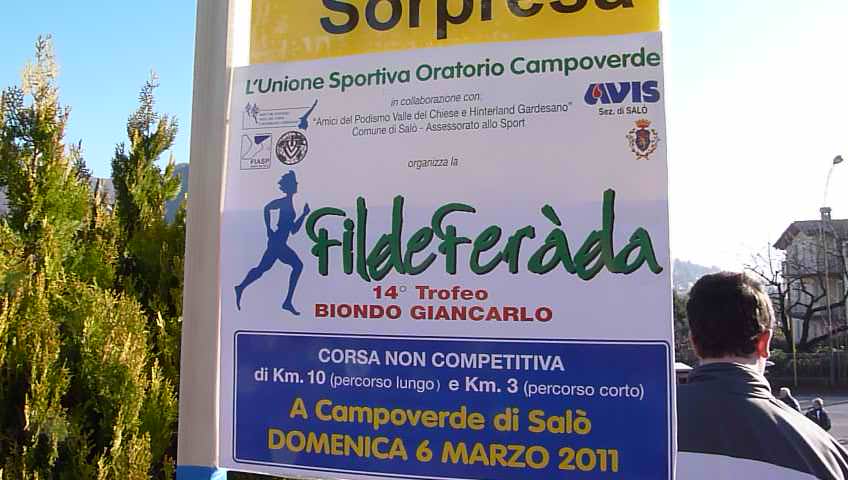 Sorpresa
L'Unione Sportiva Oratorio Campoverde
in collaborazione con:
"Amici del Podismo Valle del Chiese e Hinterland Gardesano"
Comune di Salò - Assessorato allo Sport
AVIS
Sez. di SALÒ
FIASP
organizza la
FildeFeràda
14° Trofeo
BIONDO GIANCARLO
CORSA NON COMPETITIVA
di Km. 10 (percorso lungo) e Km. 3 (percorso corto)
A Campoverde di Salò
DOMENICA 6 MARZO 2011